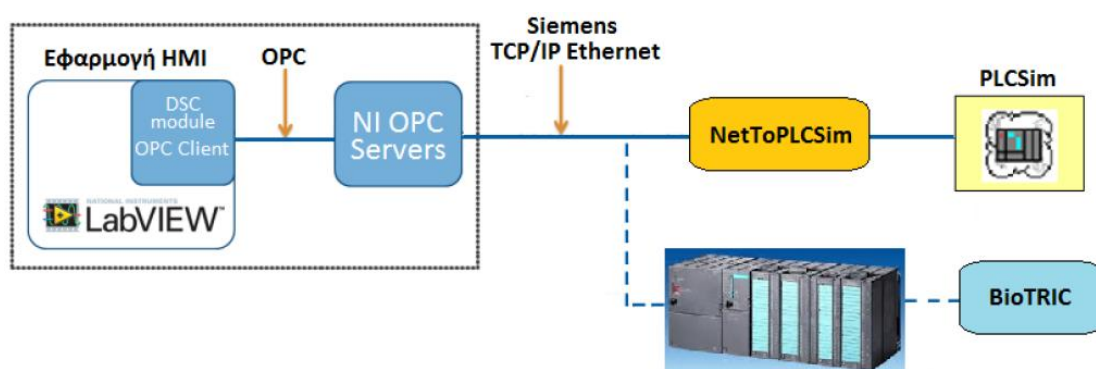 Εφαρμογή HMI
OPC
Siemens
TCP/IP Ethernet
PLCSim
DSC
module
OPC Client
NI OPC
Servers
NetToPLCSim
NATIONAL INSTRUMENTS
LabVIEW™
BioTRIC